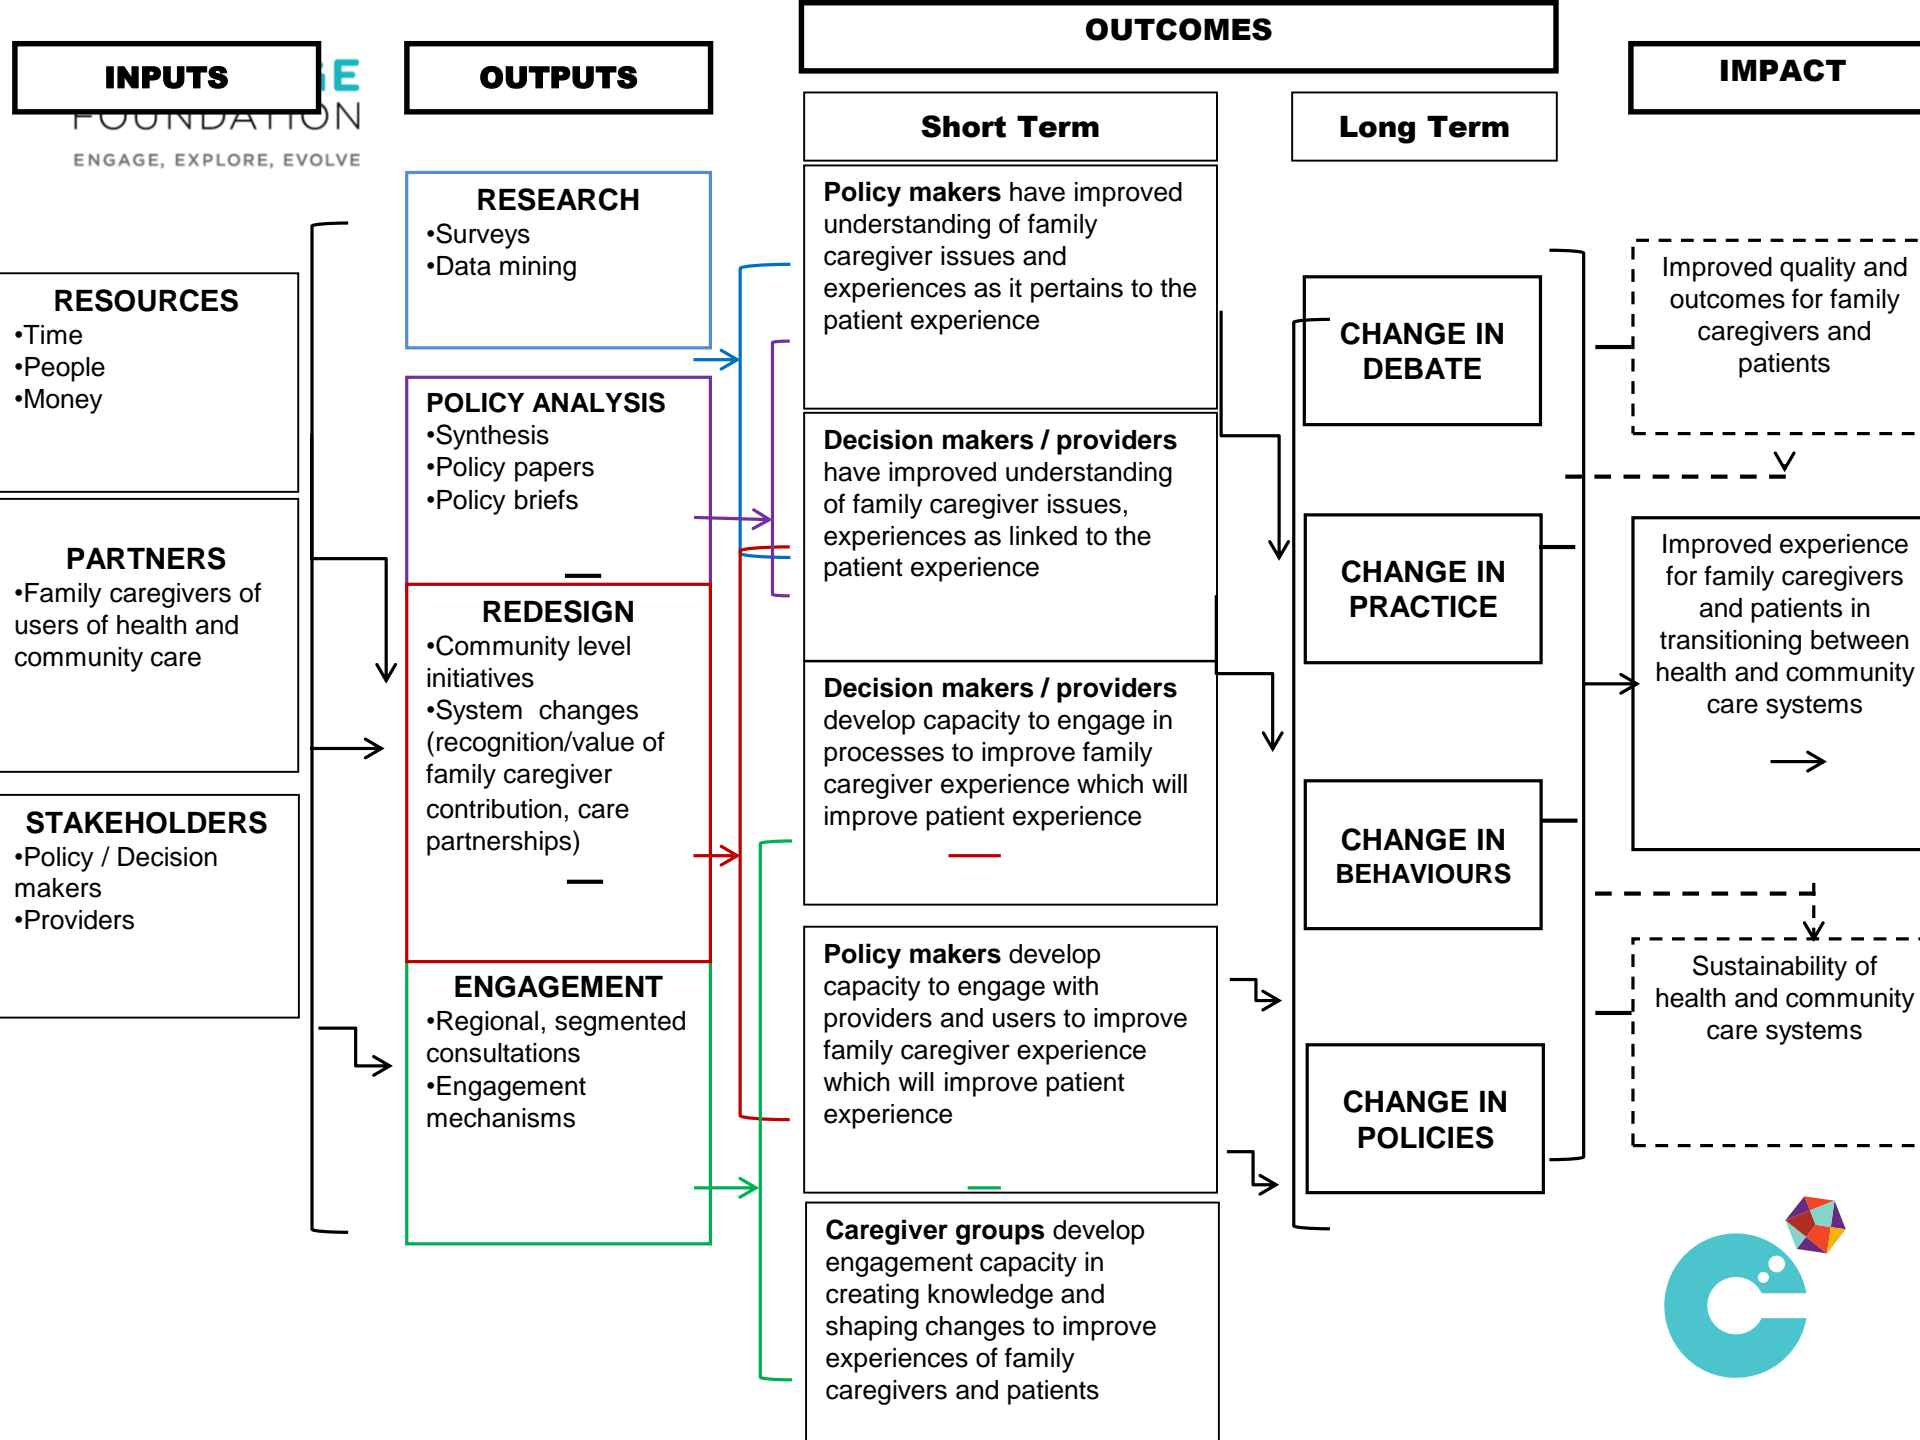 OUTCOMES
INPUTS
OUTPUTS
IMPACT
FOUNDATION
ENGAGE, EXPLORE, EVOLVE
Short Term
Long Term
RESOURCES
•Time
•People
•Money
PARTNERS
•Family caregivers of
users of health and
community care
STAKEHOLDERS
•Policy / Decision
makers
•Providers
RESEARCH
•Surveys
•Data mining
POLICY ANALYSIS
•Synthesis
•Policy papers
•Policy briefs
REDESIGN
•Community level
initiatives
•System changes
(recognition/value of
family caregiver
contribution, care
partnerships)
ENGAGEMENT
•Regional, segmented
consultations
•Engagement
mechanisms
Policy makers have improved
understanding of family
caregiver issues and
experiences as it pertains to the
patient experience
Decision makers / providers
have improved understanding
of family caregiver issues,
experiences as linked to the
patient experience
Decision makers / providers
develop capacity to engage in
processes to improve family
caregiver experience which will
improve patient experience
Policy makers develop
capacity to engage with
providers and users to improve
family caregiver experience
which will improve patient
experience
Caregiver groups develop
engagement capacity in
creating knowledge and
shaping changes to improve
experiences of family
caregivers and patients
CHANGE IN
DEBATE
CHANGE IN
PRACTICE
CHANGE IN
BEHAVIOURS
CHANGE IN
POLICIES
Improved quality and
outcomes for family
caregivers and
patients
Improved experience
for family caregivers
and patients in
transitioning between
health and community
care systems
Sustainability of
health and community
care systems